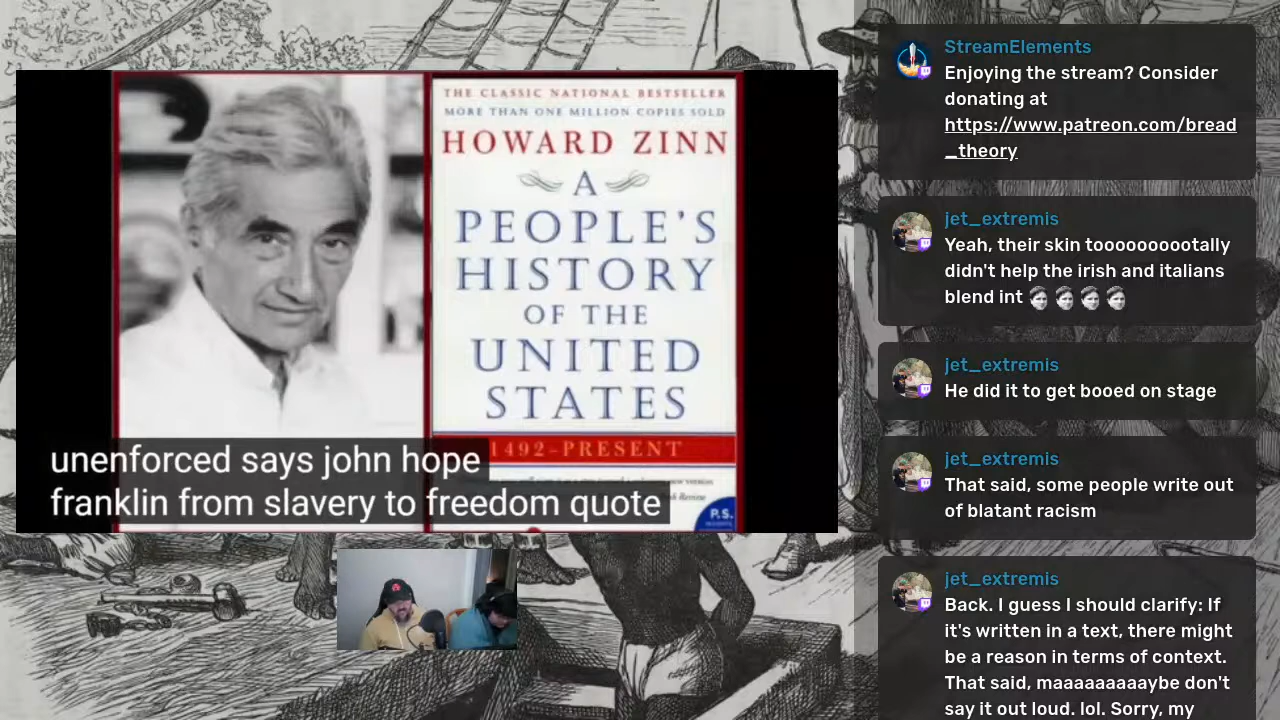 THE CLASSIC NATIONAL BESTSELLER
MORE THAN ONE MILLION COPIES SOLD
HOWARD ZINN
A
PEOPLE'S
HISTORY
OF THE
UNITED
STATES
1492-PRESENT
P.S.
unenforced says john hope
franklin from slavery to freedom quote
StreamElements
Enjoying the stream? Consider
donating at
https://www.patreon.com/bread
_theory
jet_extremis
Yeah, their skin toooooooootally
didn't help the irish and italians
blend int
jet_extremis
He did it to get booed on stage
jet_extremis
That said, some people write out
of blatant racism
jet_extremis
Back. I guess I should clarify: If
it's written in a text, there might
be a reason in terms of context.
That said, maaaaaaaaybe don't
say it out loud. lol. Sorry, my